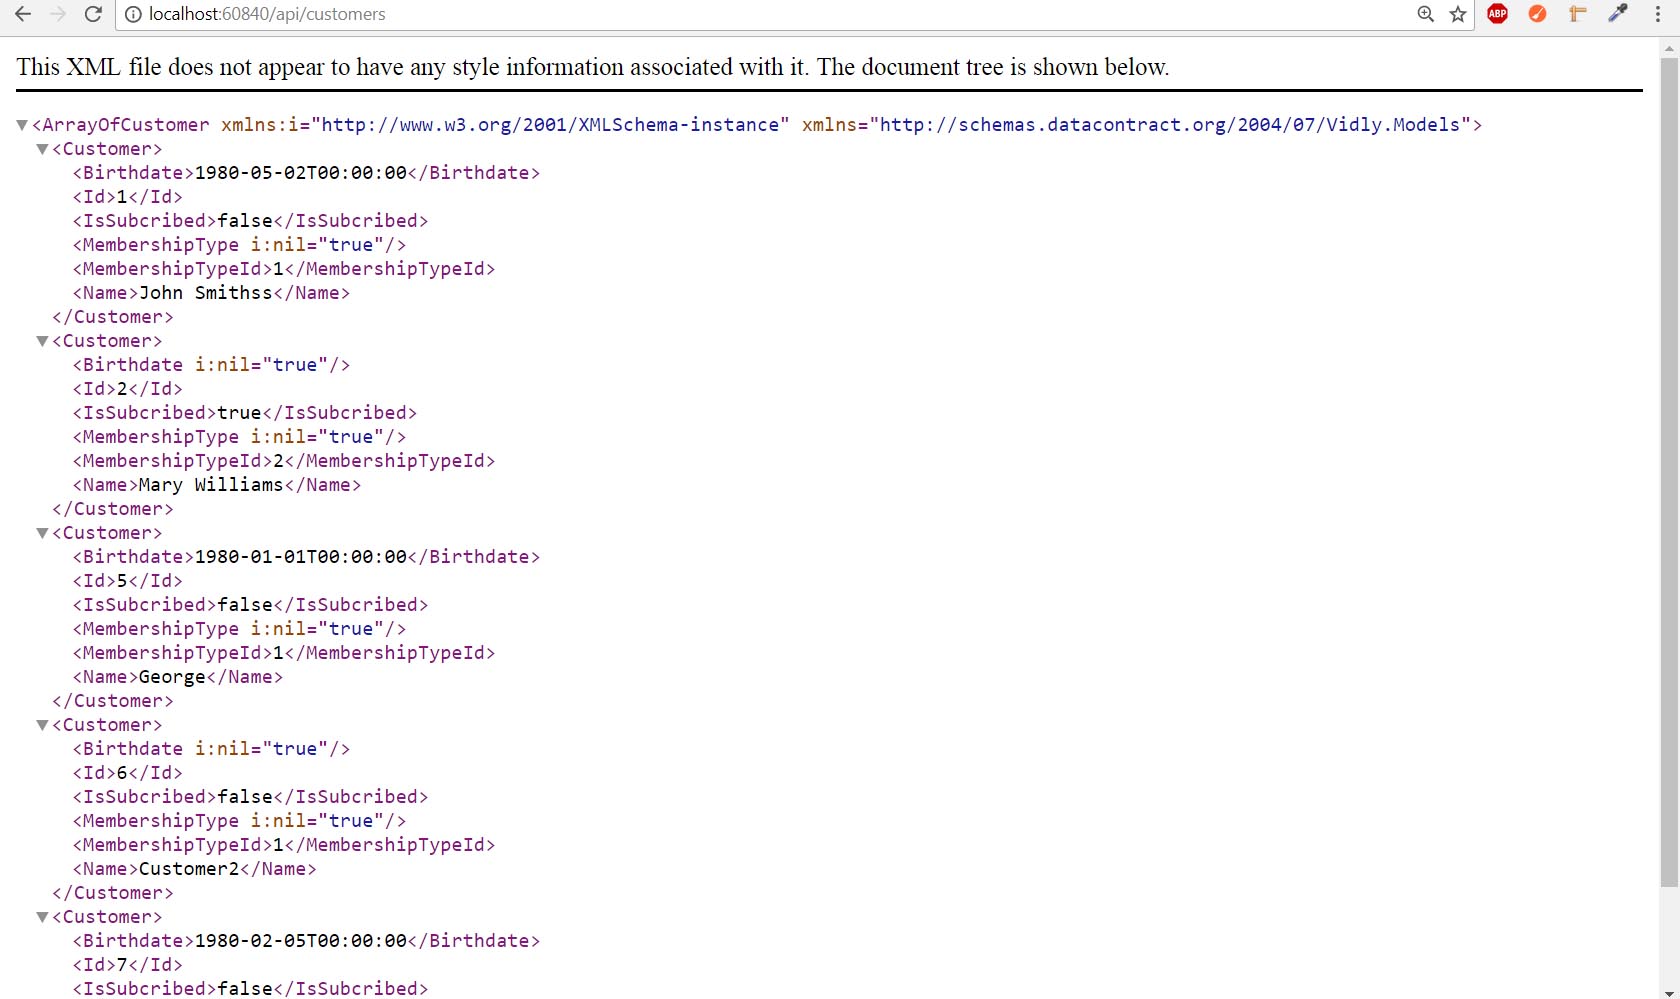 localhost:60840/api/customers
ABP
This XML file does not appear to have any style information associated with it. The document tree is shown below.
▼<ArrayOfCustomer xmlns:i="http://www.w3.org/2001/XMLSchema-instance" xmlns="http://schemas.datacontract.org/2004/07/Vidly.Models">
▼<Customer>
<Birthdate>1980-05-02T00:00:00</Birthdate>
<Id>1</Id>
<IsSubcribed>false</IsSubcribed>
<MembershipType i:nil="true"/>
<MembershipTypeId>1</MembershipTypeId>
<Name>John Smithss</Name>
</Customer>
▼<Customer>
<Birthdate i:nil="true"/>
<Id>2</Id>
<IsSubcribed>true</IsSubcribed>
<MembershipType i:nil="true"/>
<MembershipTypeId>2</MembershipTypeId>
<Name>Mary Williams</Name>
</Customer>
▼<Customer>
<Birthdate>1980-01-01T00:00:00</Birthdate>
<Id>5</Id>
<IsSubcribed>false</IsSubcribed>
<MembershipType i:nil="true"/>
<MembershipTypeId>1</MembershipTypeId>
<Name>George</Name>
</Customer>
▼<Customer>
<Birthdate i:nil="true"/>
<Id>6</Id>
<IsSubcribed>false</IsSubcribed>
<MembershipType i:nil="true"/>
<MembershipTypeId>1</MembershipTypeId>
<Name>Customer2</Name>
</Customer>
▼<Customer>
<Birthdate>1980-02-05T00:00:00</Birthdate>
<Id>7</Id>
<IsSubcribed>false</IsSubcribed>